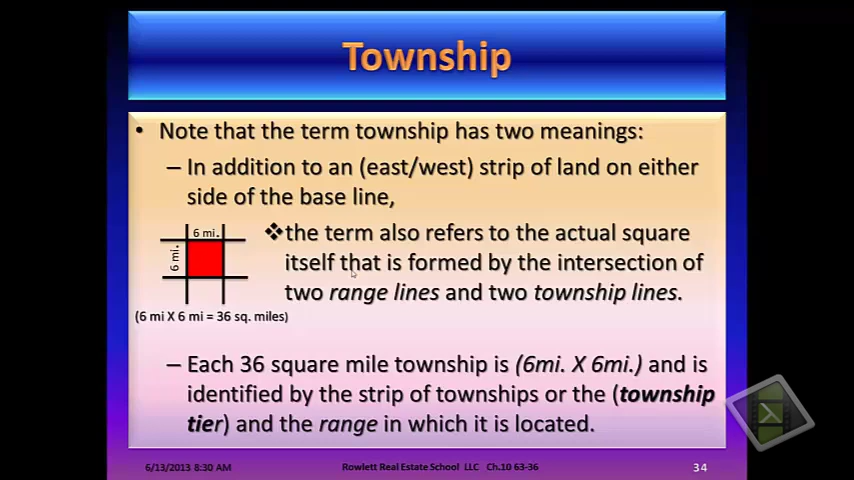 Township
• Note that the term township has two meanings:
– In addition to an (east/west) strip of land on either
side of the base line,
6 mi.
6 mi.
❖the term also refers to the actual square
itself that is formed by the intersection of
two range lines and two township lines.
(6 mi X 6 mi = 36 sq. miles)
– Each 36 square mile township is (6mi. X 6mi.) and is
identified by the strip of townships or the (township
tier) and the range in which it is located.
6/13/2013 8:30 AM
Rowlett Real Estate School LLC Ch.10 63-36
34